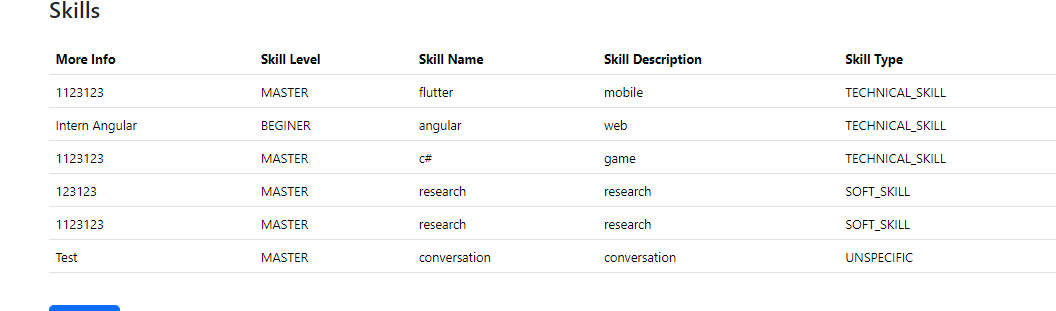 Skills
More Info Skill Level Skill Name Skill Description Skill Type
1123123 MASTER flutter mobile TECHNICAL_SKILL
Intern Angular BEGINER angular web TECHNICAL_SKILL
1123123 MASTER c# game TECHNICAL_SKILL
123123 MASTER research research SOFT_SKILL
1123123 MASTER research research SOFT_SKILL
Test MASTER conversation conversation UNSPECIFIC